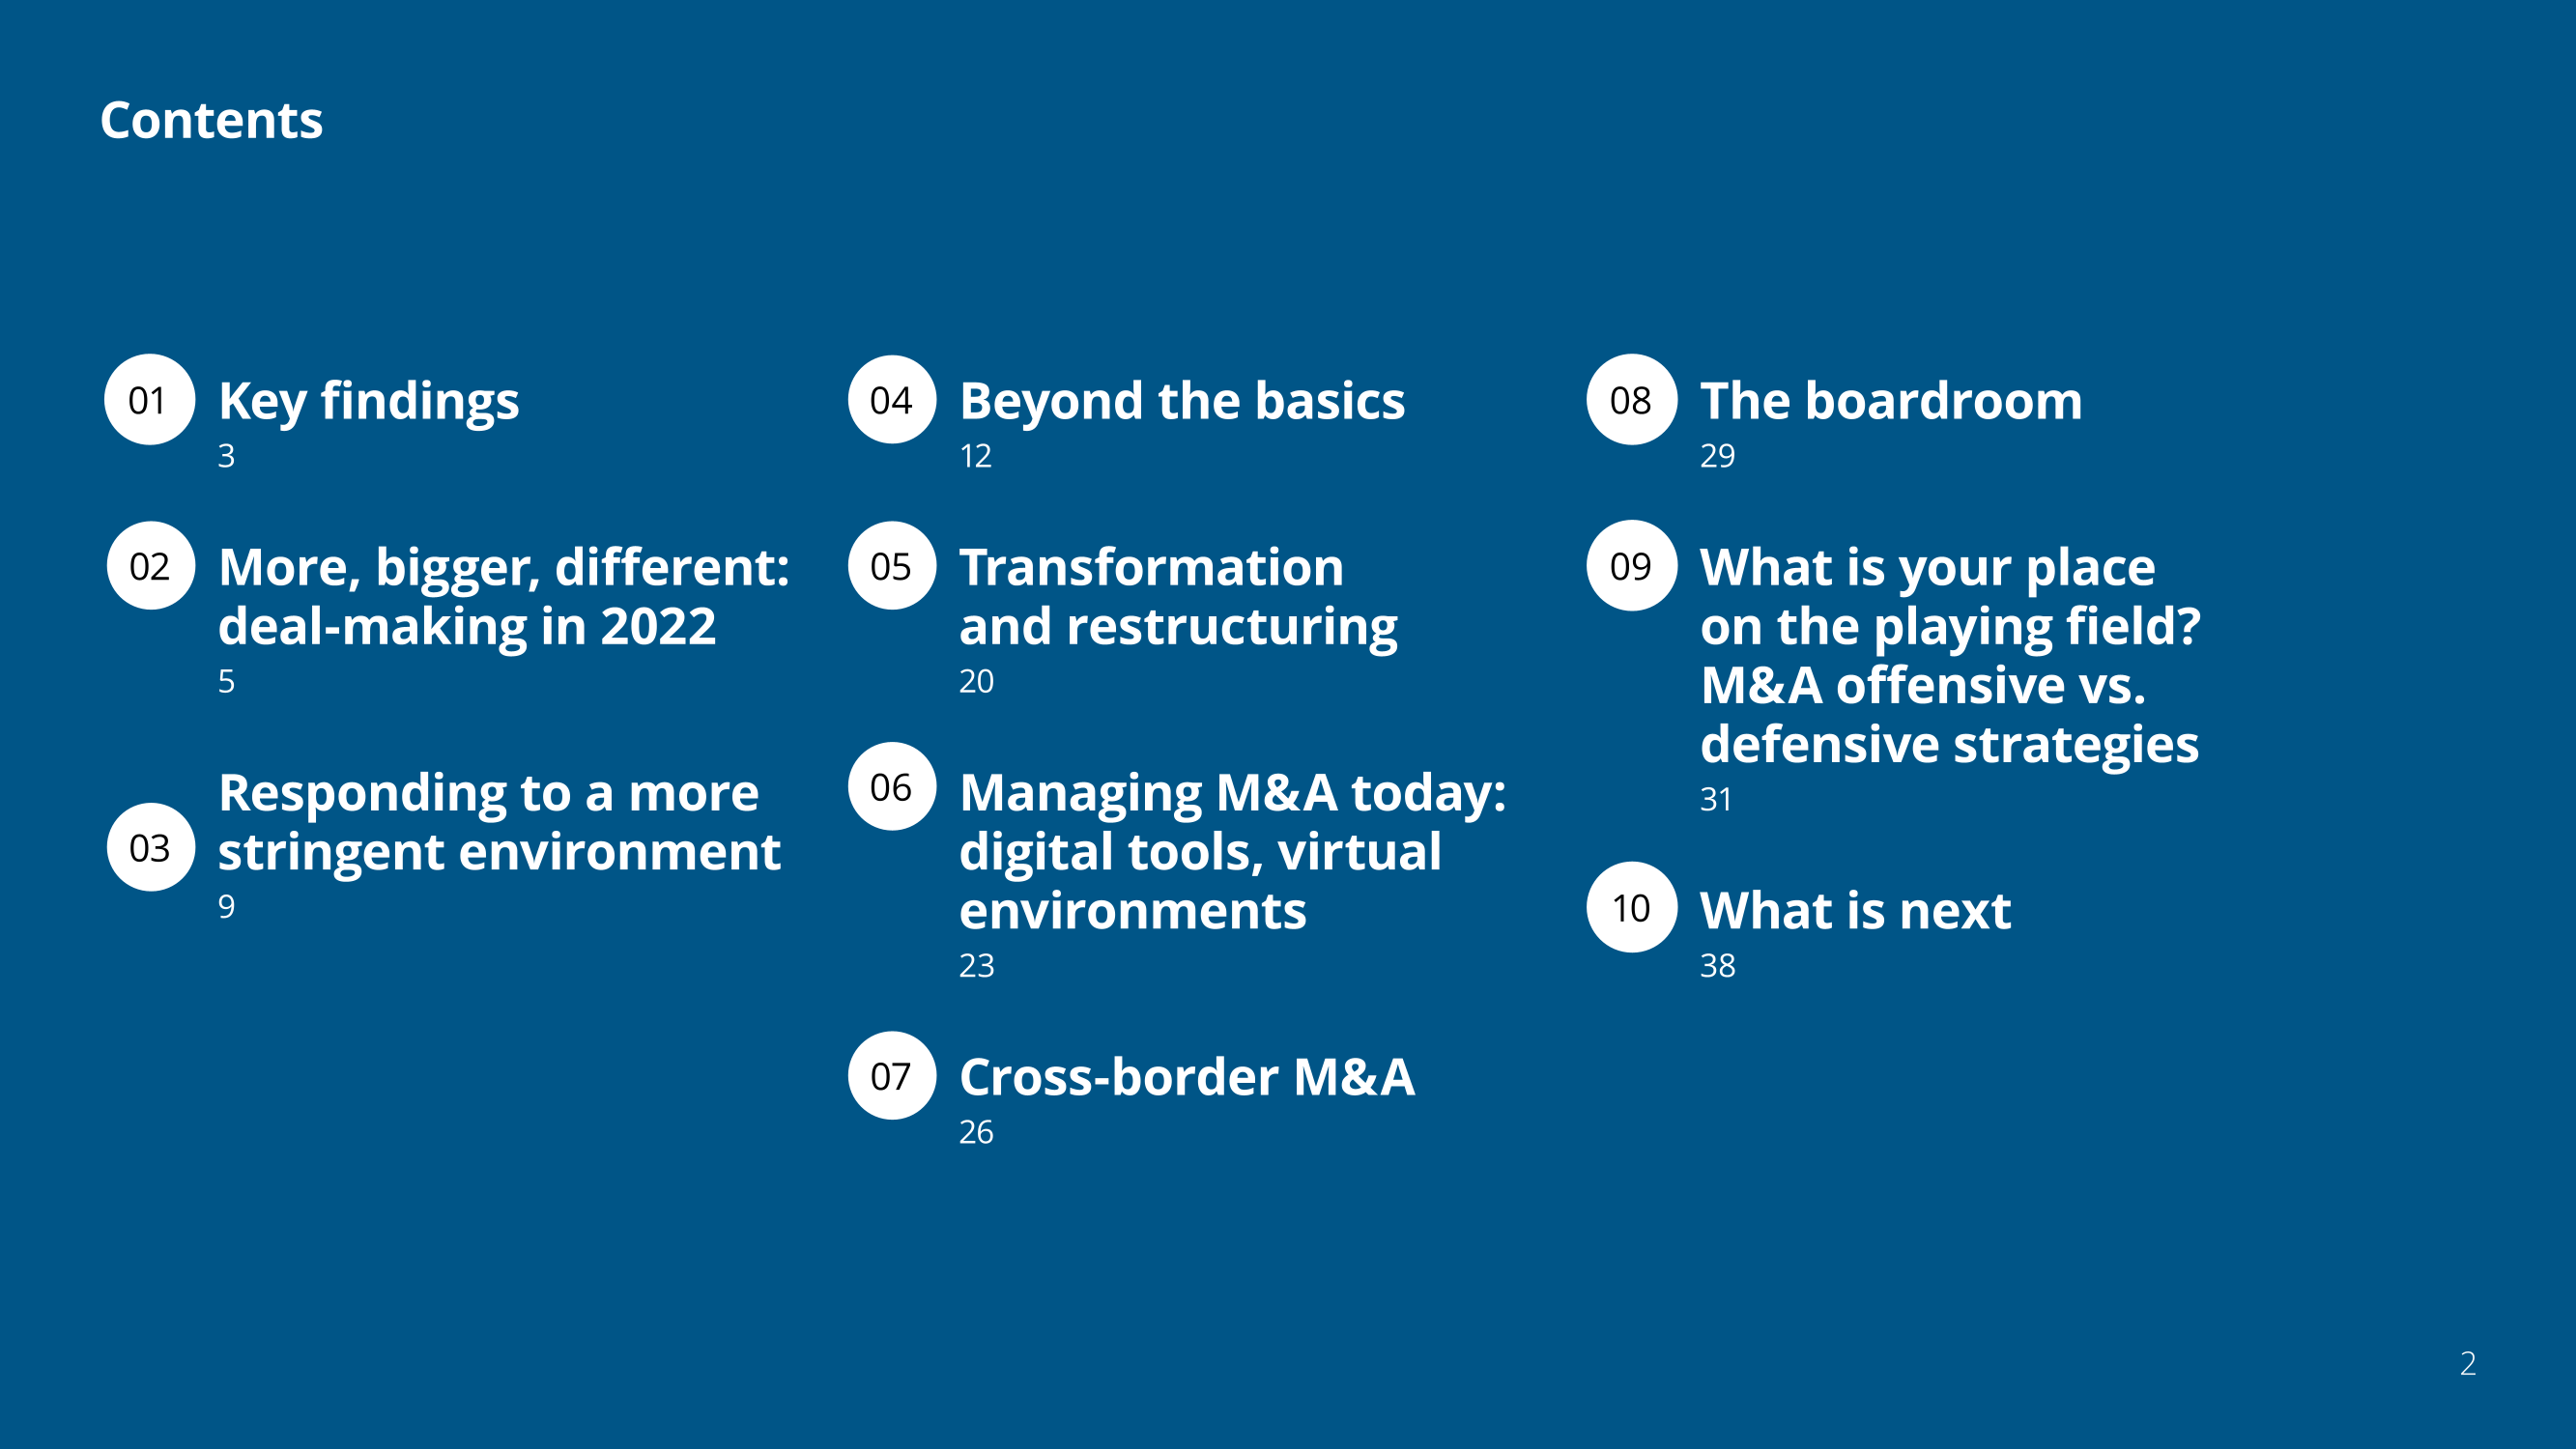 Contents
01
Key findings
3
02
More, bigger, different:
deal-making in 2022
5
03
Responding to a more
stringent environment
9
04
Beyond the basics
12
05
Transformation
and restructuring
20
06
Managing M&A today:
digital tools, virtual
environments
23
07
Cross-border M&A
26
08
The boardroom
29
09
What is your place
on the playing field?
M&A offensive vs.
defensive strategies
31
10
What is next
38
2